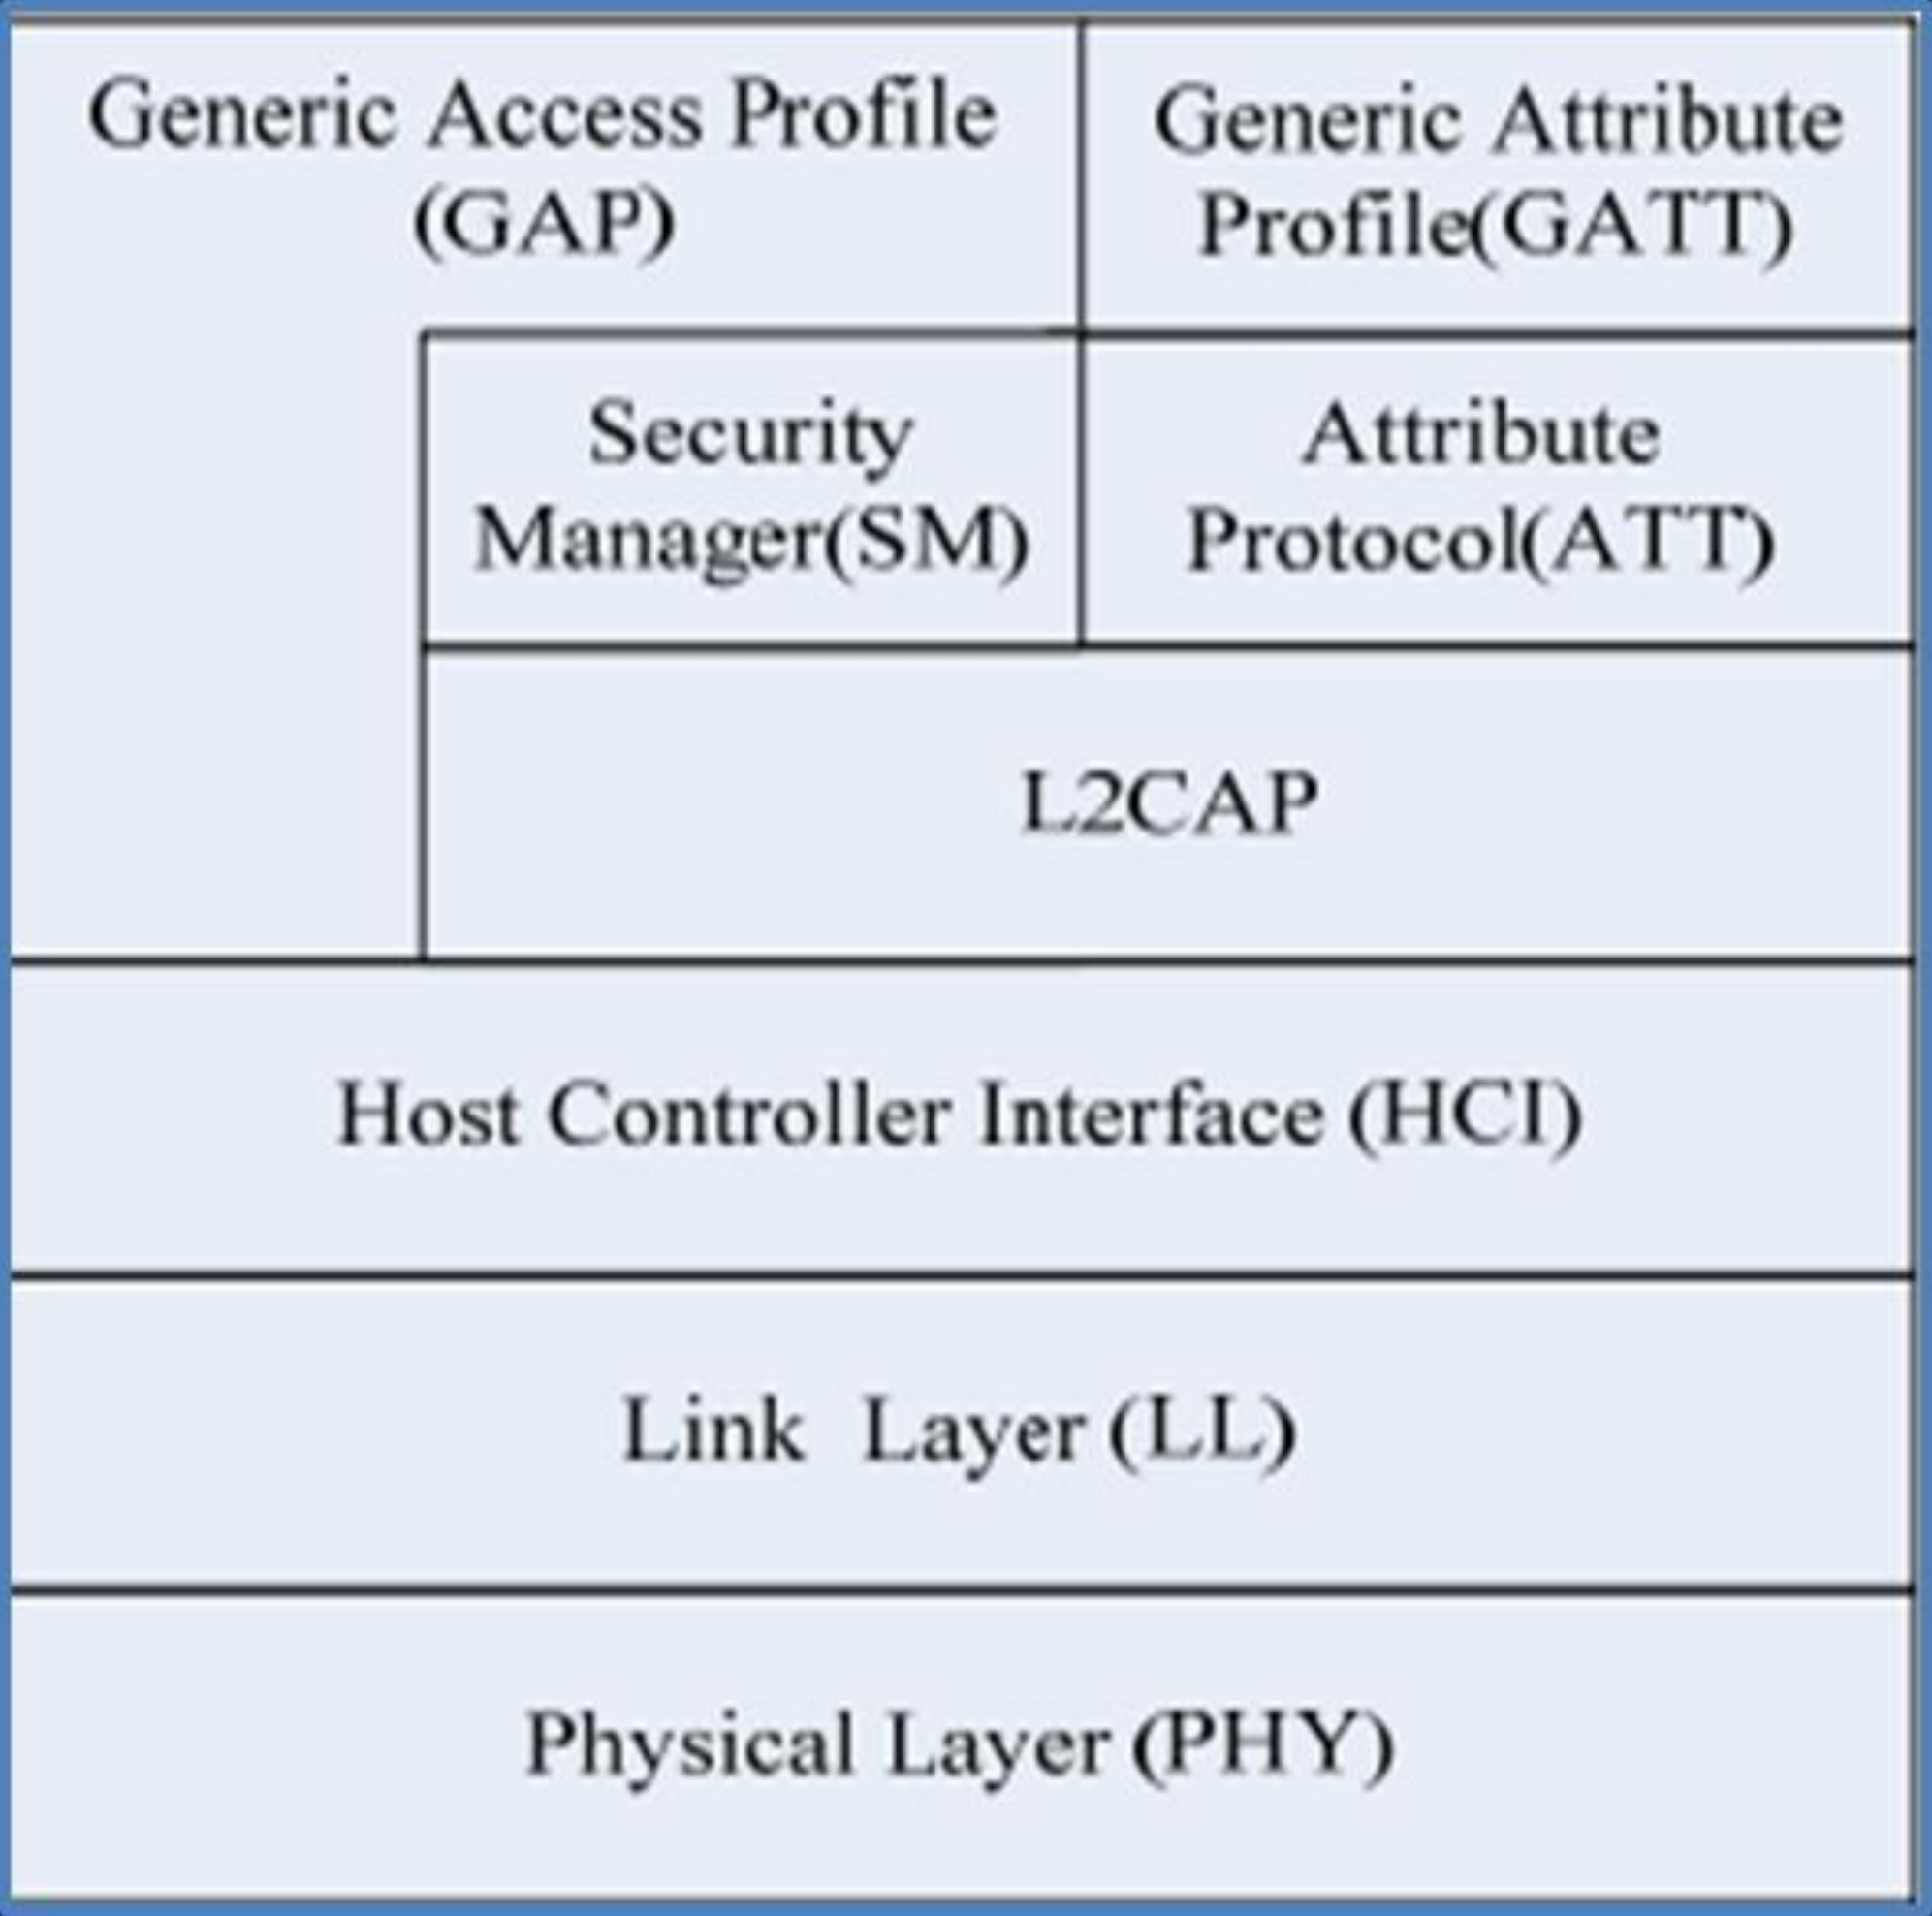 Generic Access Profile
(GAP)
Generic Attribute
Profile(GATT)
Security
Manager(SM)
Attribute
Protocol(ATT)
L2CAP
Host Controller Interface (HCI)
Link Layer (LL)
Physical Layer (PHY)